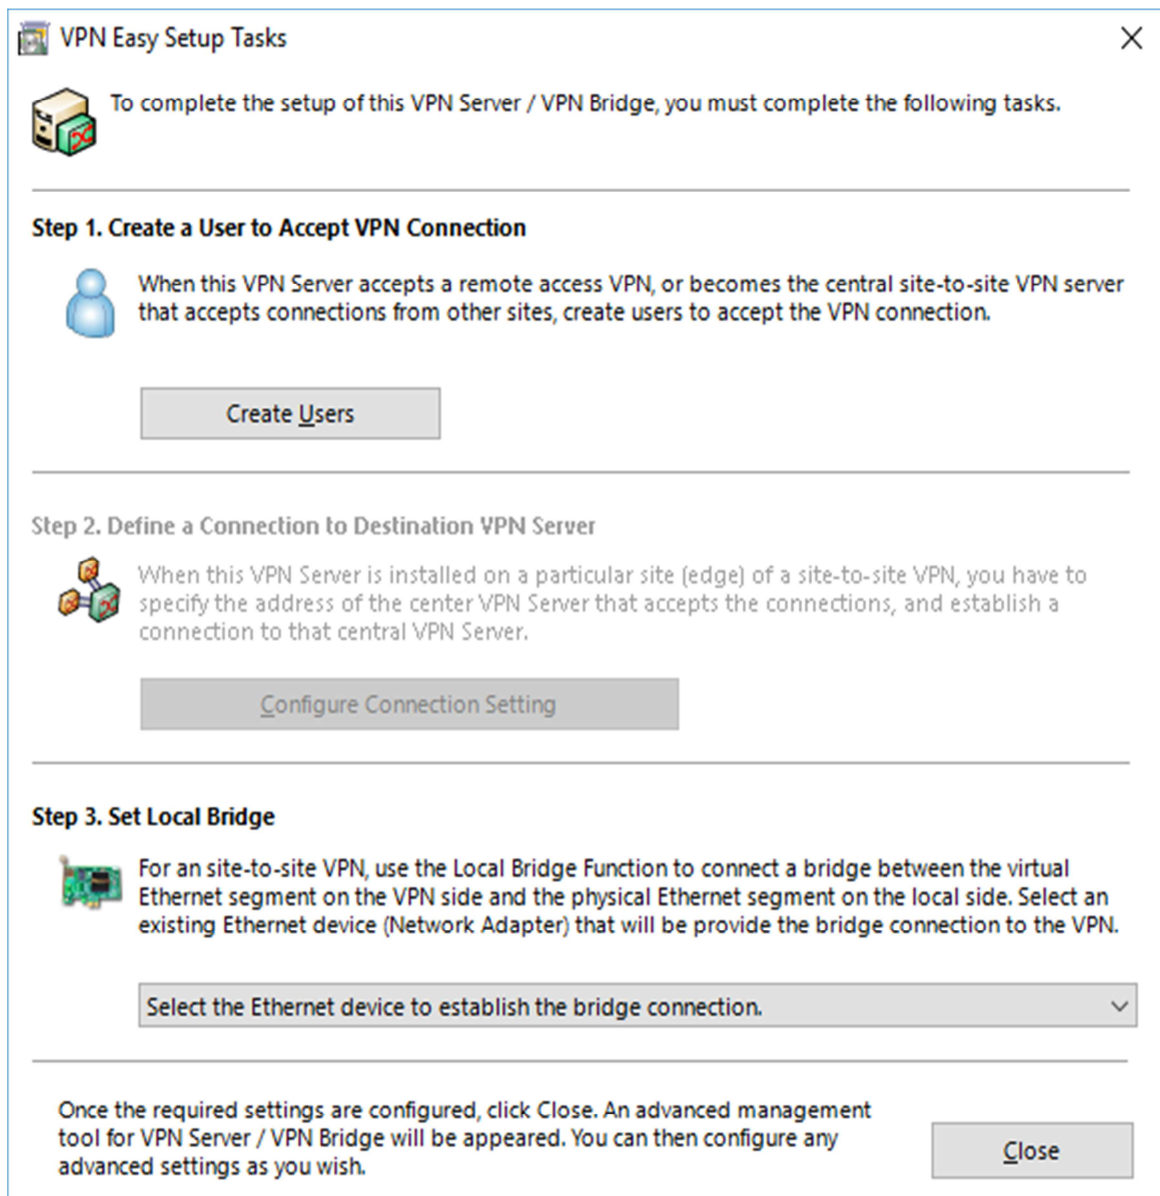 VPN Easy Setup Tasks
To complete the setup of this VPN Server / VPN Bridge, you must complete the following tasks.
Step 1. Create a User to Accept VPN Connection
When this VPN Server accepts a remote access VPN, or becomes the central site-to-site VPN server
that accepts connections from other sites, create users to accept the VPN connection.
Create Users
Step 2. Define a Connection to Destination VPN Server
When this VPN Server is installed on a particular site (edge) of a site-to-site VPN, you have to
specify the address of the center VPN Server that accepts the connections, and establish a
connection to that central VPN Server.
Configure Connection Setting
Step 3. Set Local Bridge
For an site-to-site VPN, use the Local Bridge Function to connect a bridge between the virtual
Ethernet segment on the VPN side and the physical Ethernet segment on the local side. Select an
existing Ethernet device (Network Adapter) that will be provide the bridge connection to the VPN.
Select the Ethernet device to establish the bridge connection.
Once the required settings are configured, click Close. An advanced management
tool for VPN Server / VPN Bridge will be appeared. You can then configure any
advanced settings as you wish.
Close